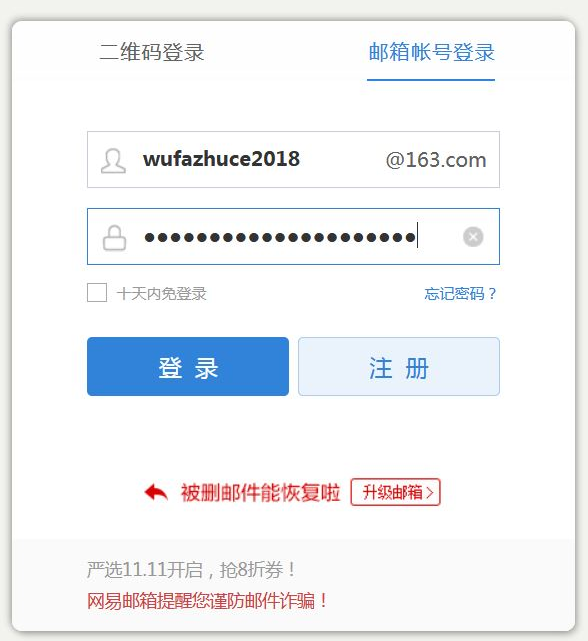 二维码登录 邮箱帐号登录
wufazhuce2018 @163.com
●●●●●●●●●●●●●●●●●●●●●
十天内免登录 忘记密码？
登 录 注 册
被删邮件能恢复啦 升级邮箱>
严选11.11开启，抢8折券！
网易邮箱提醒您谨防邮件诈骗！